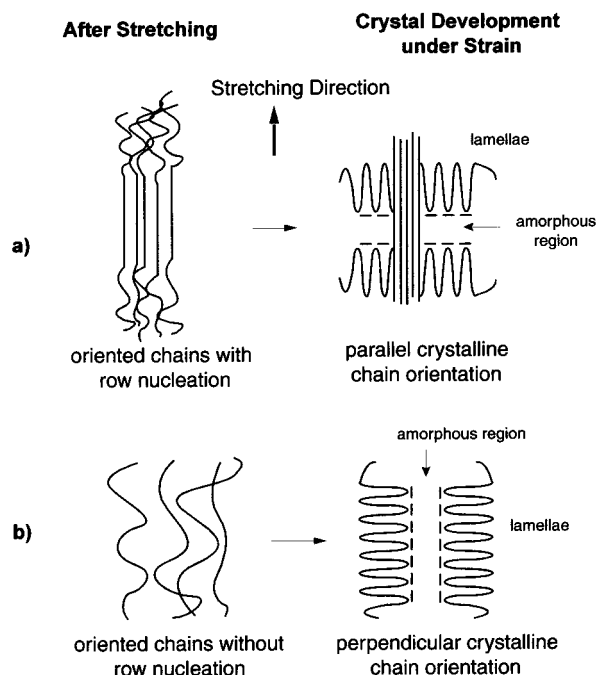 After Stretching
Crystal Development
under Strain
Stretching Direction
lamellae
amorphous
region
a)
oriented chains with
row nucleation
parallel crystalline
chain orientation
amorphous region
b)
lamellae
oriented chains without
row nucleation
perpendicular crystalline
chain orientation